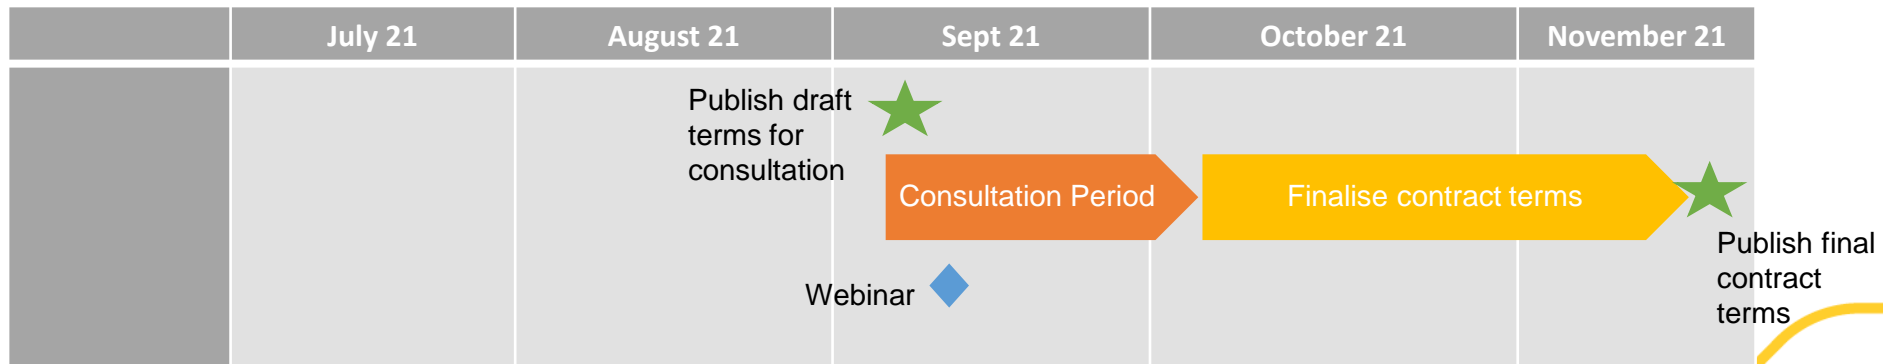 July 21
August 21
Sept 21
October 21
November 21
Publish draft
terms for
consultation
Consultation Period
Finalise contract terms
Publish final
contract
terms
Webinar